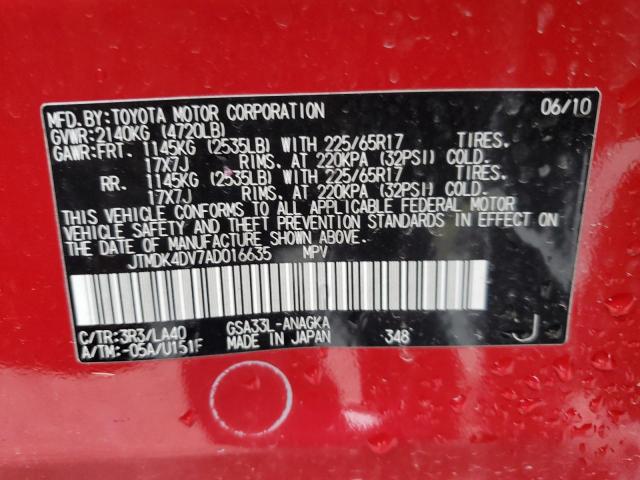 MFD.BY:TOYOTA MOTOR CORPORATION 06/10
GVWR:2140KG (4720LB)
GAWR:FRT. 1145KG (2535LB) WITH 225/65R17 TIRES.
17X7J RIMS. AT 220KPA (32PSI) COLD.
RR. 1145KG (2535LB) WITH 225/65R17 TIRES.
17X7J RIMS. AT 220KPA (32PSI) COLD.
THIS VEHICLE CONFORMS TO ALL APPLICABLE FEDERAL MOTOR
VEHICLE SAFETY AND THEFT PREVENTION STANDARDS IN EFFECT ON
THE DATE OF MANUFACTURE SHOWN ABOVE.
JTMDK4DV7AD016635 MPV
C/TR:3R3/LA40 GSA33L-ANAGKA
A/TM:-05A/U151F MADE IN JAPAN 348 J